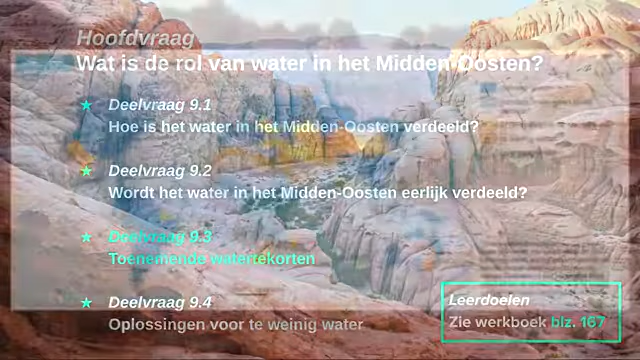 Hoofdvraag
Wat is de rol van water in het Midden-Oosten?
Deelvraag 9.1
Hoe is het water in het Midden-Oosten verdeeld?
Deelvraag 9.2
Wordt het water in het Midden-Oosten eerlijk verdeeld?
Deelvraag 9.3
Toenemende watertekorten
Deelvraag 9.4
Oplossingen voor te weinig water
Leerdoelen
Zie werkboek blz. 167